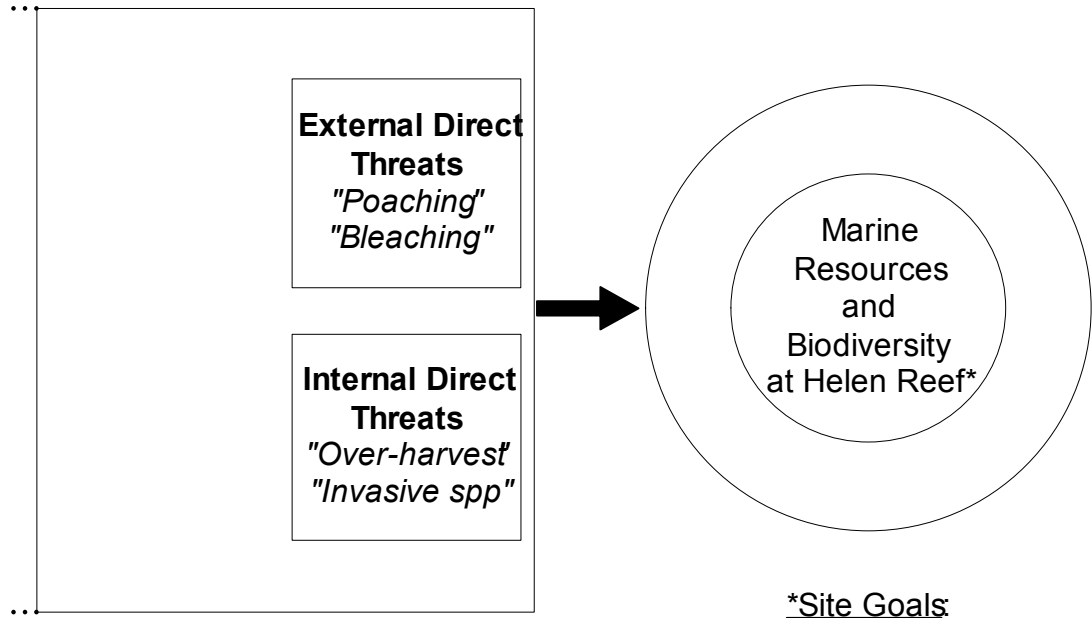 External Direct
Threats
"Poaching"
"Bleaching"
Internal Direct
Threats
"Over-harvest"
"Invasive spp"
Marine
Resources
and
Biodiversity
at Helen Reef*
*Site Goals: